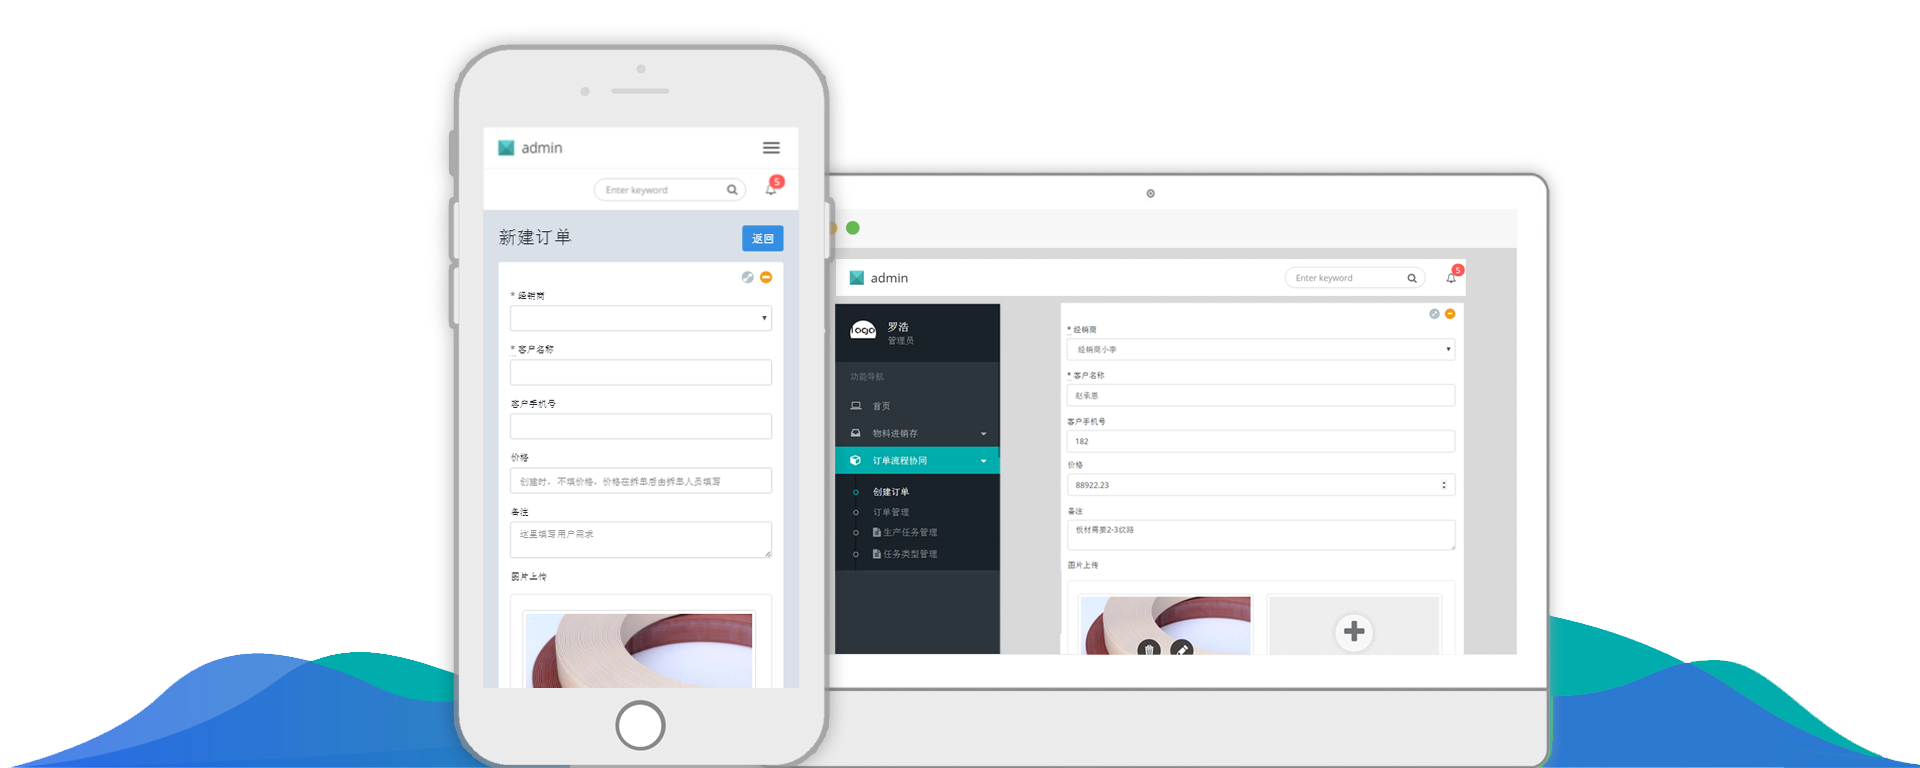 admin
Enter keyword
5
新建订单
返回
* 经销商
* 客户名称
客户手机号
价格
创建时，不填价格，价格在拆单后由拆单人员填写
备注
这里填写用户需求
图片上传
admin
Enter keyword
5
logo
罗浩
管理员
功能导航
首页
物料进销存
订单流程协同
创建订单
订单管理
生产任务管理
任务类型管理
* 经销商
经销商小李
* 客户名称
赵承恩
客户手机号
182
价格
88922.23
备注
板材需要2-3纹路
图片上传